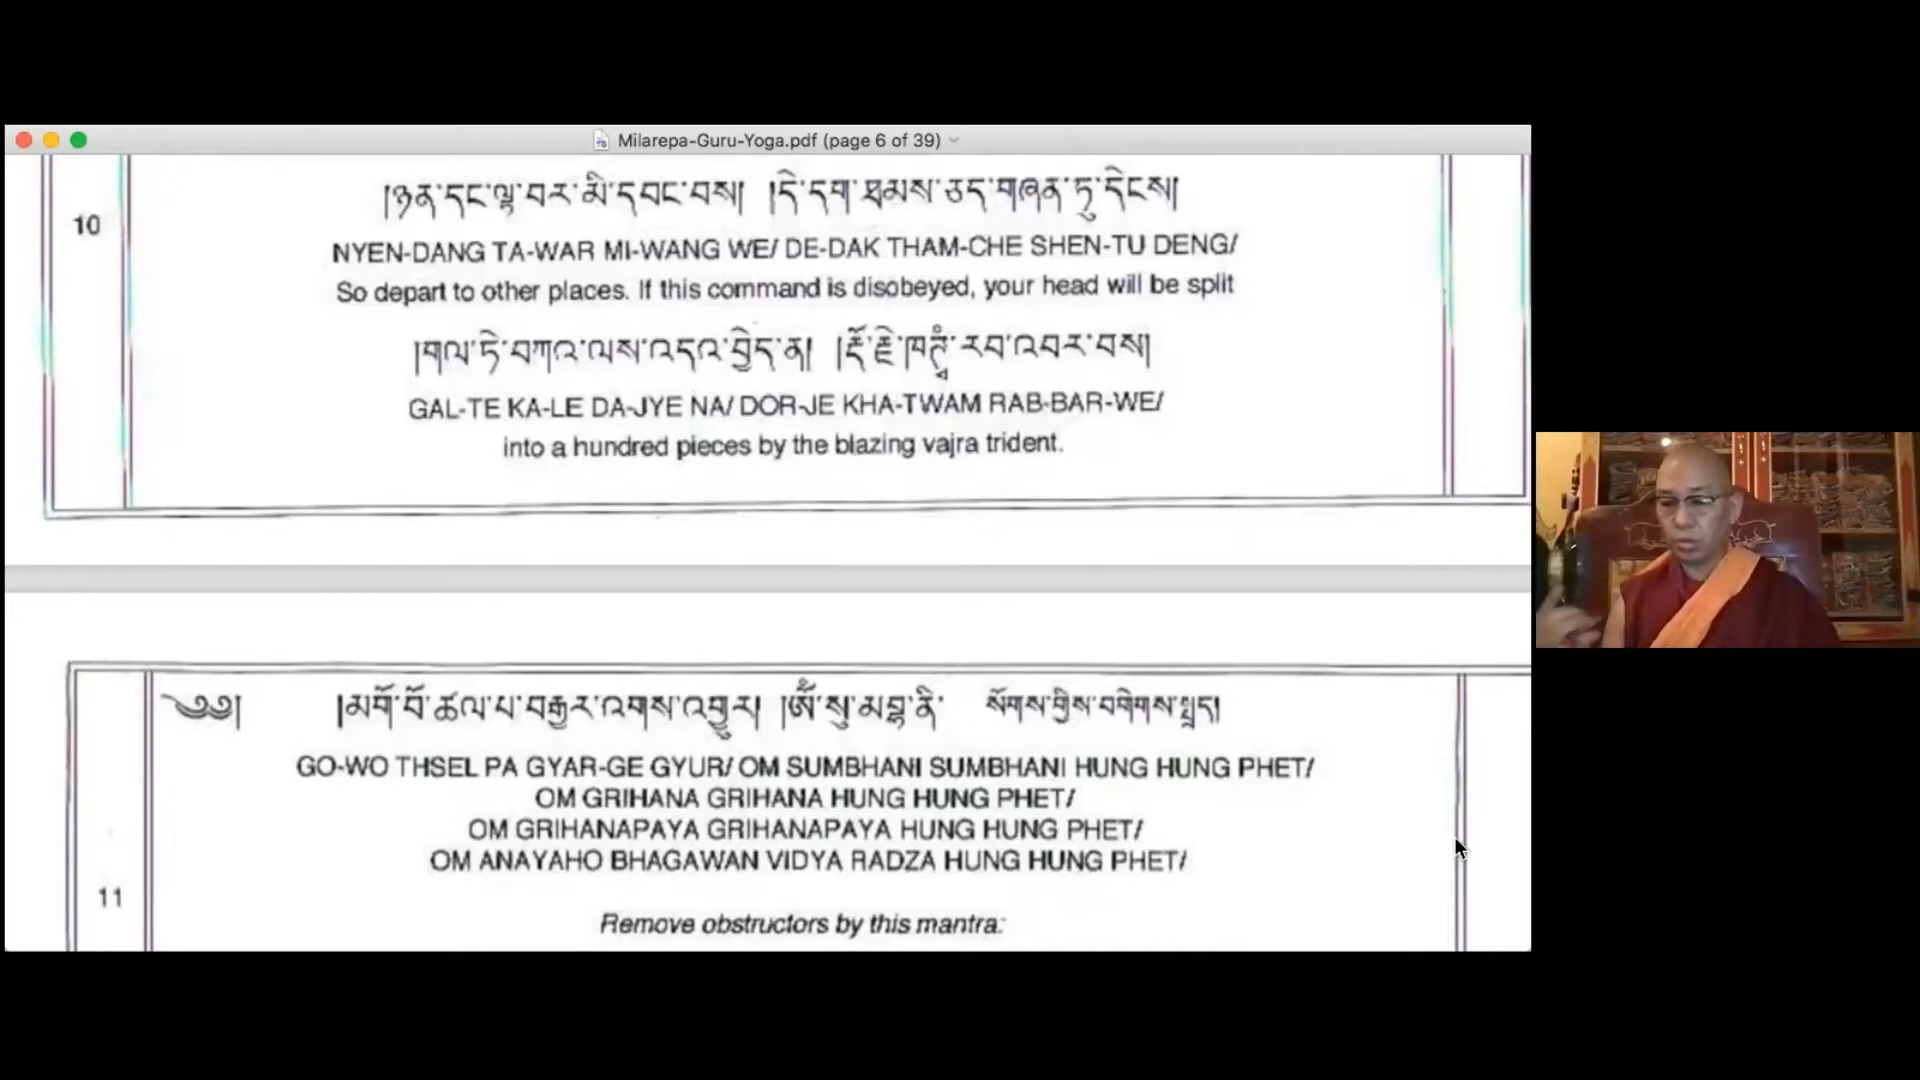 Milarepa-Guru-Yoga.pdf (page 6 of 39)
།ཉན་དང་ལྟ་བར་མི་དབང་བས། །དེ་དག་ཐམས་ཅད་གཞན་ཏུ་དེངས།
10
NYEN-DANG TA-WAR MI-WANG WE/ DE-DAK THAM-CHE SHEN-TU DENG/
So depart to other places. If this command is disobeyed, your head will be split
།གལ་ཏེ་བཀའ་ལས་འདའ་བྱེད་ན། །རྡོ་རྗེ་ཁ་ཊྭཱཾ་རབ་འབར་བས།
GAL-TE KA-LE DA-JYE NA/ DOR-JE KHA-TWAM RAB-BAR-WE/
into a hundred pieces by the blazing vajra trident.
༄༅། །མགོ་བོ་ཚལ་པ་བརྒྱར་འགས་འགྱུར། །ཨོཾ་སུ་མབྷ་ནི་ སོགས་ཀྱིས་བགེགས་སྤྲད།
GO-WO THSEL PA GYAR-GE GYUR/ OM SUMBHANI SUMBHANI HUNG HUNG PHET/
OM GRIHANA GRIHANA HUNG HUNG PHET/
OM GRIHANAPAYA GRIHANAPAYA HUNG HUNG PHET/
OM ANAYAHO BHAGAWAN VIDYA RADZA HUNG HUNG PHET/
11
Remove obstructors by this mantra: